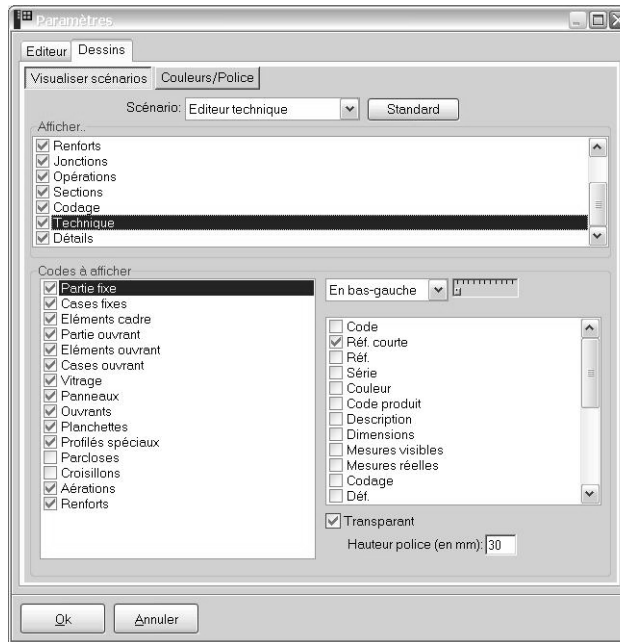 Paramètres
Editeur Dessins
Visualiser scénarios Couleurs/Police
Scénario: Editeur technique Standard
Afficher..
Renforts
Jonctions
Opérations
Sections
Codage
Technique
Détails
Codes à afficher
Partie fixe
Cases fixes
Eléments cadre
Partie ouvrant
Eléments ouvrant
Cases ouvrant
Vitrage
Panneaux
Ouvrants
Planchettes
Profilés spéciaux
Parcloses
Croisillons
Aérations
Renforts
En bas-gauche
Code
Réf. courte
Réf.
Série
Couleur
Code produit
Description
Dimensions
Mesures visibles
Mesures réelles
Codage
Déf.
Transparant
Hauteur police (en mm): 30
Ok Annuler